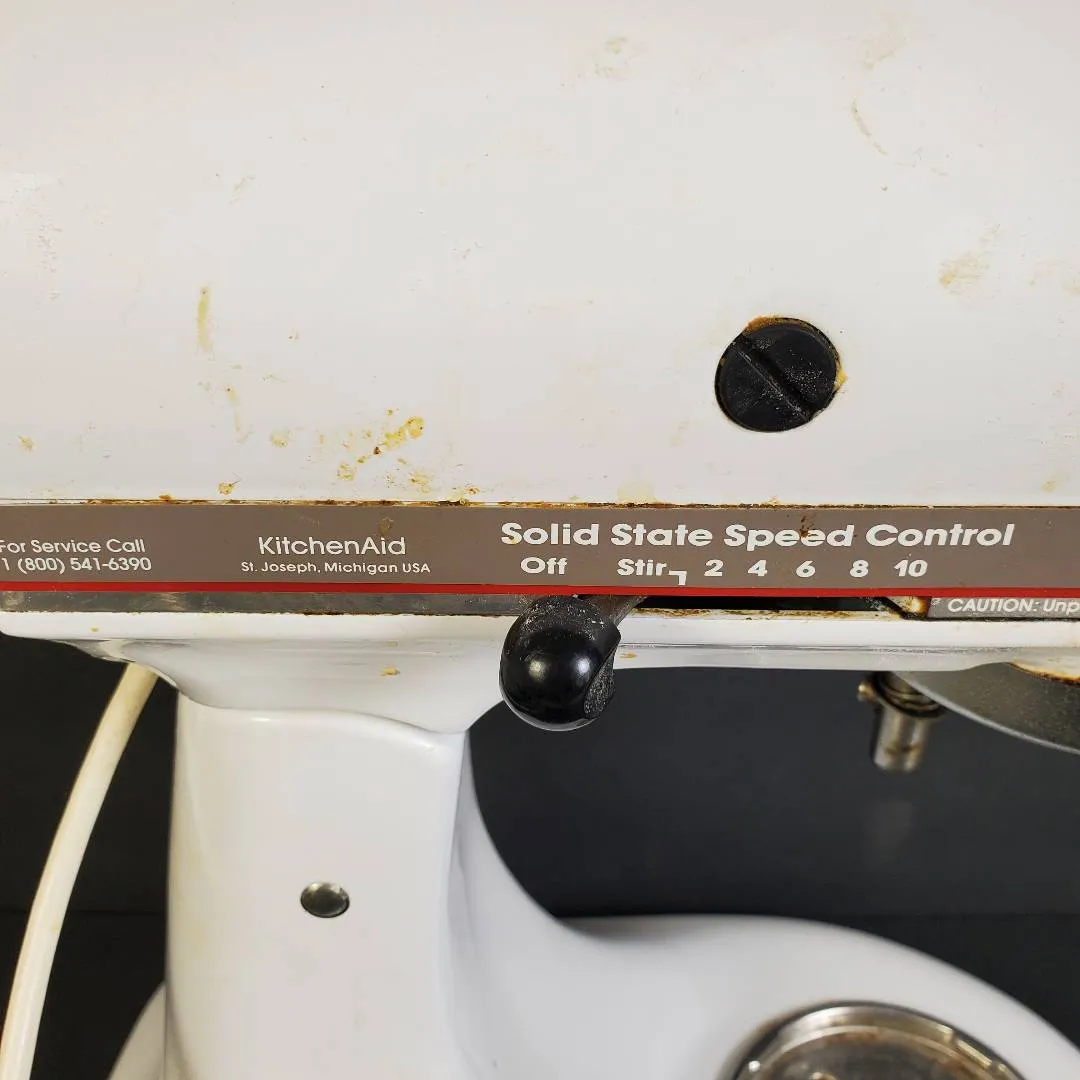 For Service Call
1 (800) 541-6390
KitchenAid
St. Joseph, Michigan USA
Solid State Speed Control
Off Stir 2 4 6 8 10
CAUTION: